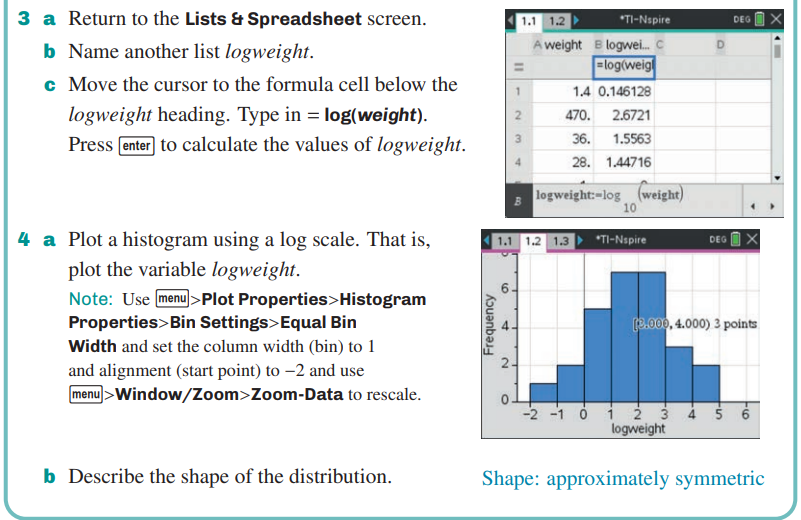 3 a Return to the Lists & Spreadsheet screen.
b Name another list logweight.
c Move the cursor to the formula cell below the
logweight heading. Type in = log(weight).
Press enter to calculate the values of logweight.
1.1 1.2 *TI-Nspire DEG
A weight B logwei... C D
= =log(weigl
1 1.4 0.146128
2 470. 2.6721
3 36. 1.5563
4 28. 1.44716
B logweight:=log10(weight)
4 a Plot a histogram using a log scale. That is,
plot the variable logweight.
Note: Use menu>Plot Properties>Histogram
Properties>Bin Settings>Equal Bin
Width and set the column width (bin) to 1
and alignment (start point) to −2 and use
menu>Window/Zoom>Zoom-Data to rescale.
1.1 1.2 1.3 *TI-Nspire DEG
Frequency
6
4
2
0
4.000) 3 points
-2 -1 0 1 2 3 4 5 6
logweight
b Describe the shape of the distribution.
Shape: approximately symmetric